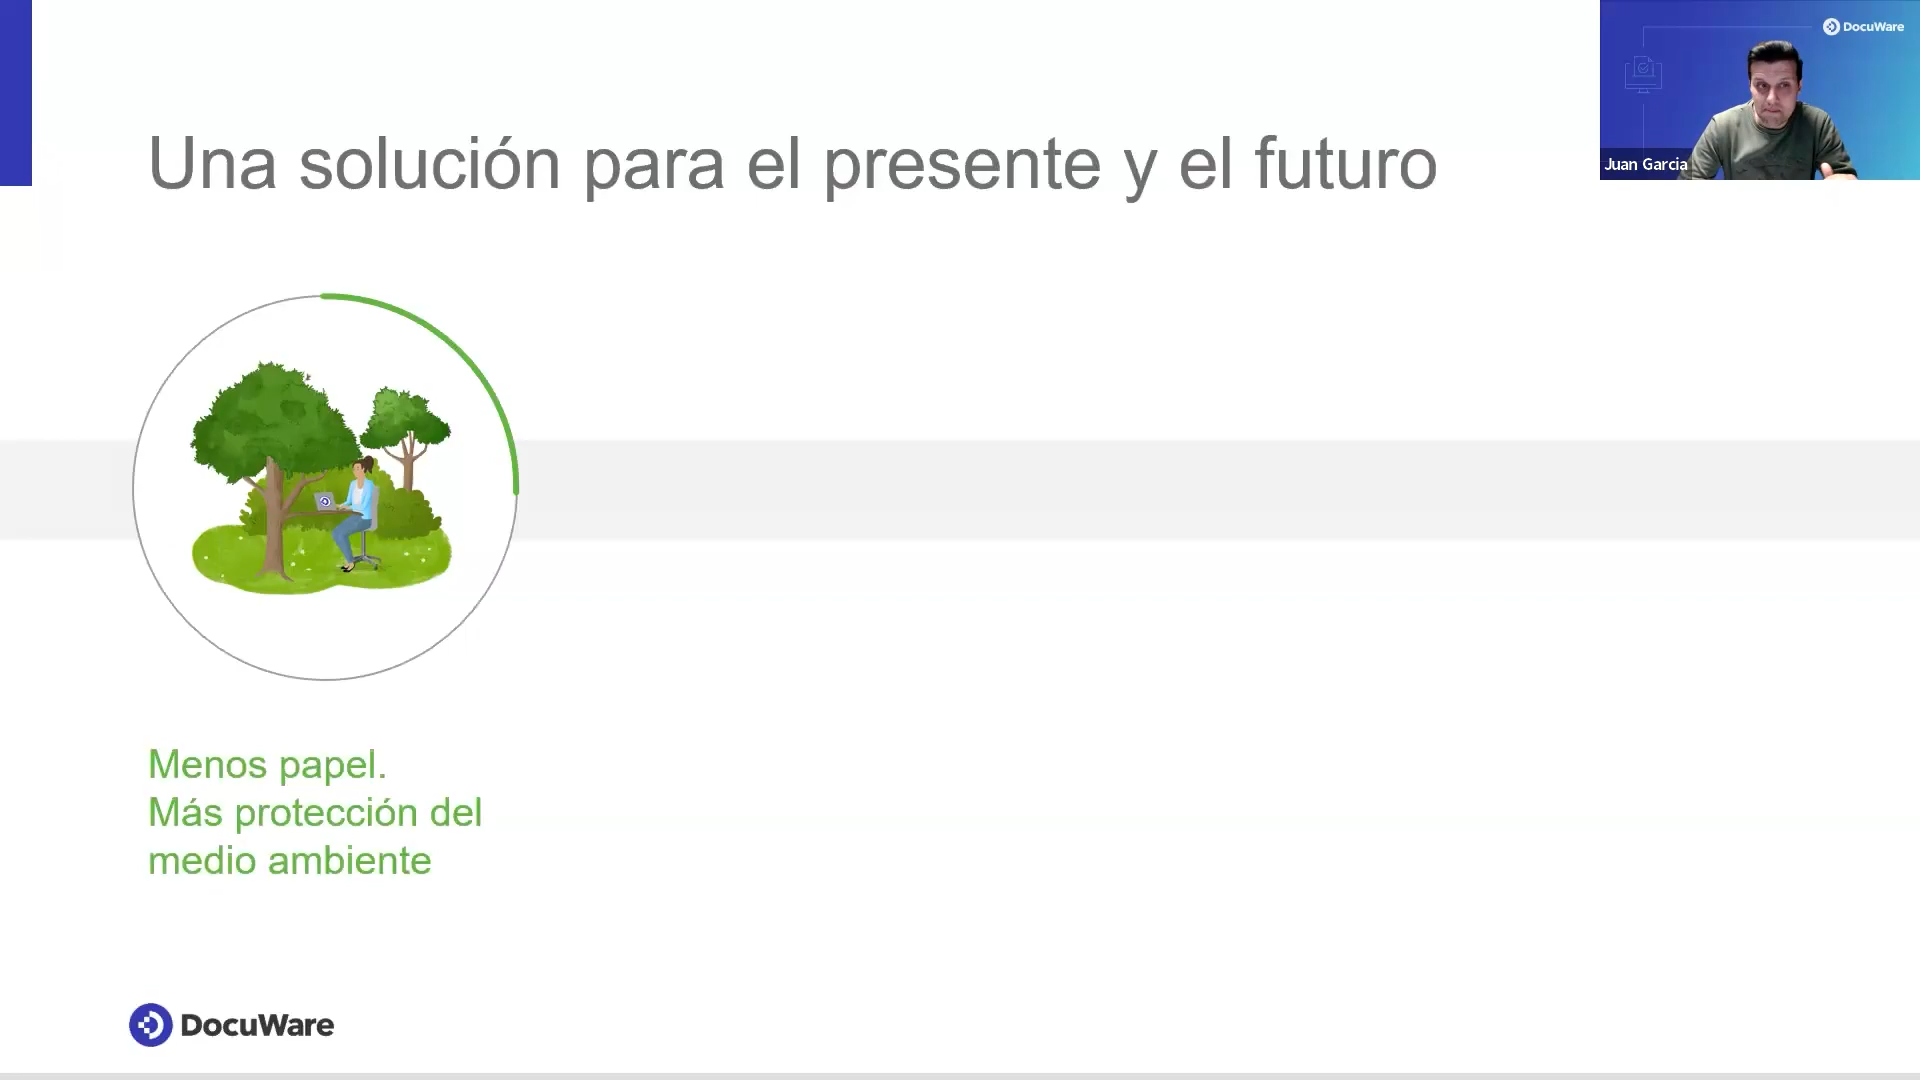 Una solución para el presente y el futuro
DocuWare
Juan Garcia
Menos papel.
Más protección del
medio ambiente
DocuWare